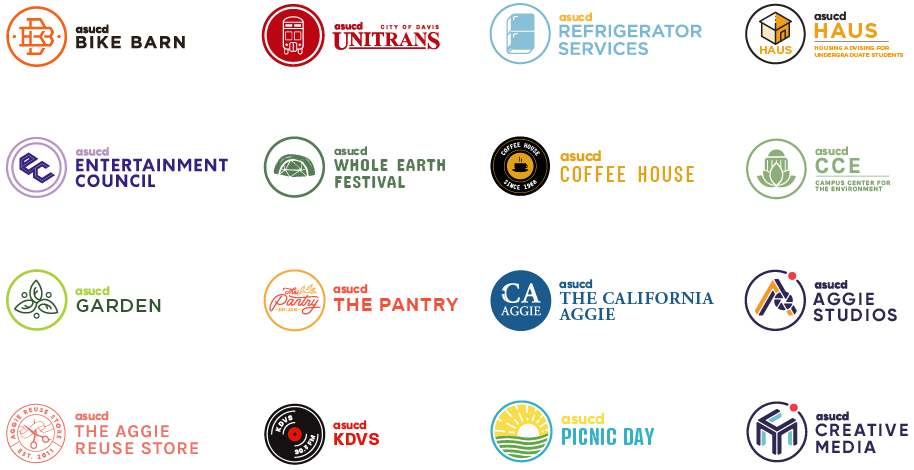 asucd
BIKE BARN
asucd CITY OF DAVIS
UNITRANS
asucd
REFRIGERATOR
SERVICES
HAUS
asucd
HAUS
HOUSING ADVISING FOR
UNDERGRADUATE STUDENTS
ec
asucd
ENTERTAINMENT
COUNCIL
asucd
WHOLE EARTH
FESTIVAL
COFFEE HOUSE
SINCE 1968
asucd
COFFEE HOUSE
asucd
CCE
CAMPUS CENTER FOR
THE ENVIRONMENT
asucd
GARDEN
The
Pantry
EST. 2010
asucd
THE PANTRY
CA
AGGIE
asucd
THE CALIFORNIA
AGGIE
asucd
AGGIE
STUDIOS
AGGIE REUSE STORE
EST. 2011
asucd
THE AGGIE
REUSE STORE
KDVS
90.3 FM
asucd
KDVS
asucd
PICNIC DAY
asucd
CREATIVE
MEDIA